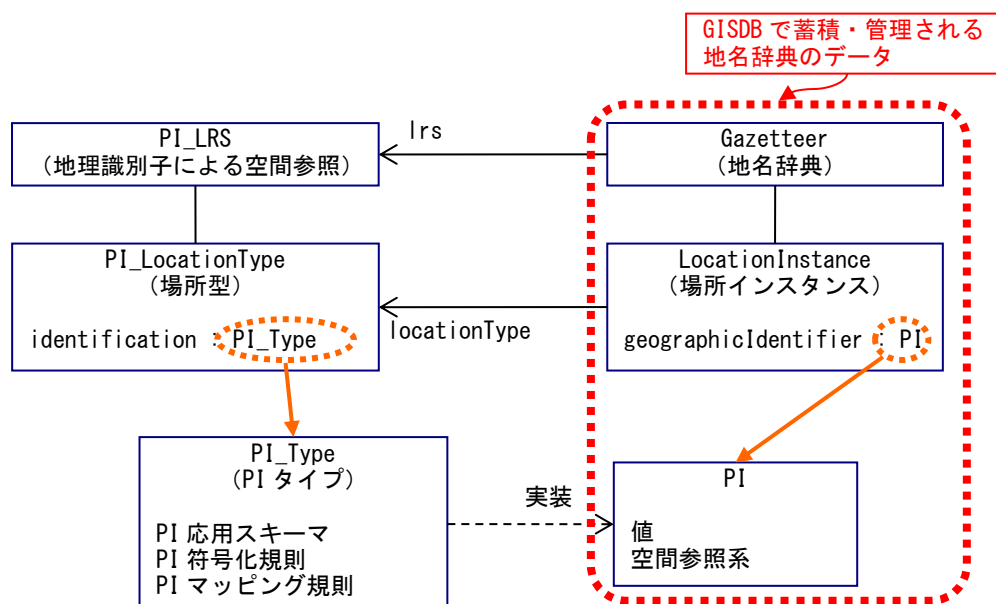 GISDB で蓄積・管理される
地名辞典のデータ
PI_LRS
（地理識別子による空間参照）
lrs
Gazetteer
（地名辞典）
PI_LocationType
（場所型）
identification : PI_Type
locationType
LocationInstance
（場所インスタンス）
geographicIdentifier : PI
PI_Type
（PI タイプ）
PI 応用スキーマ
PI 符号化規則
PI マッピング規則
実装
PI
値
空間参照系